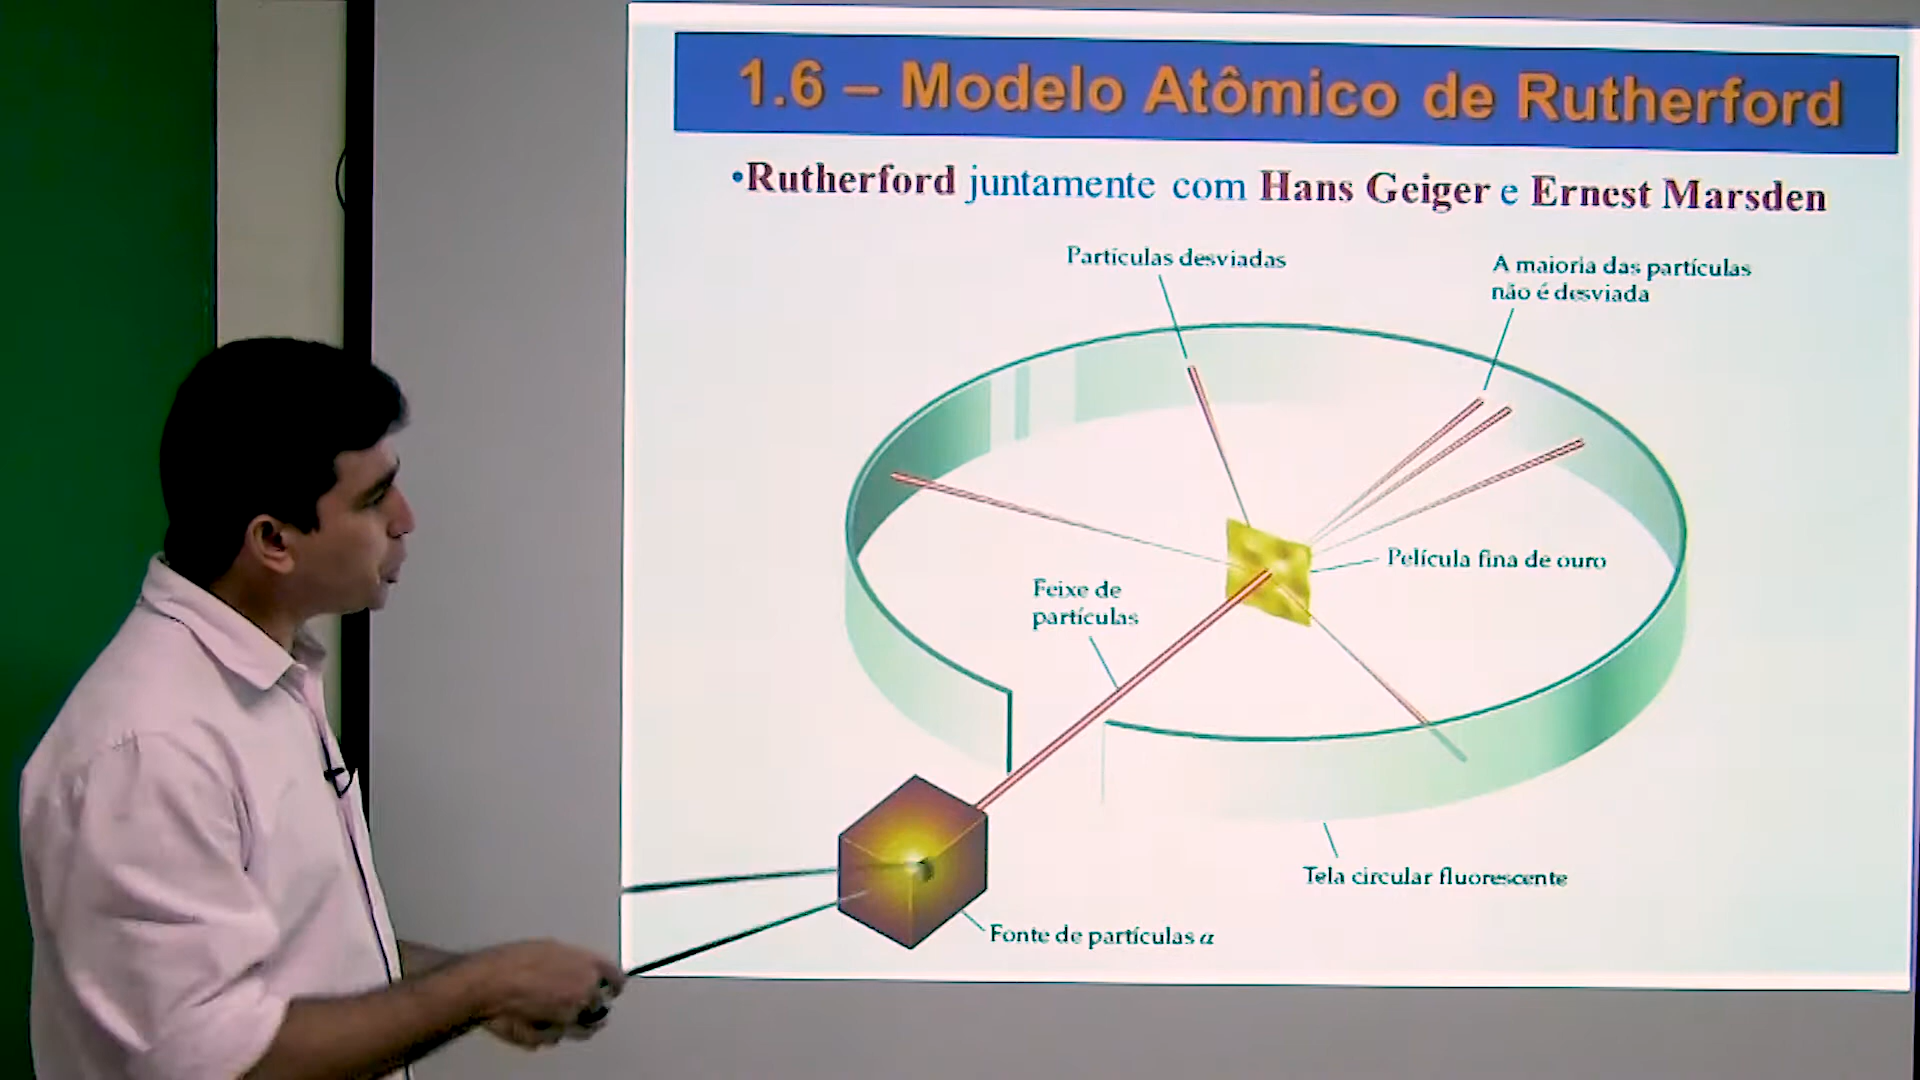 1.6 – Modelo Atômico de Rutherford
•Rutherford juntamente com Hans Geiger e Ernest Marsden
Partículas desviadas
A maioria das partículas
não é desviada
Película fina de ouro
Feixe de
partículas
Tela circular fluorescente
Fonte de partículas α